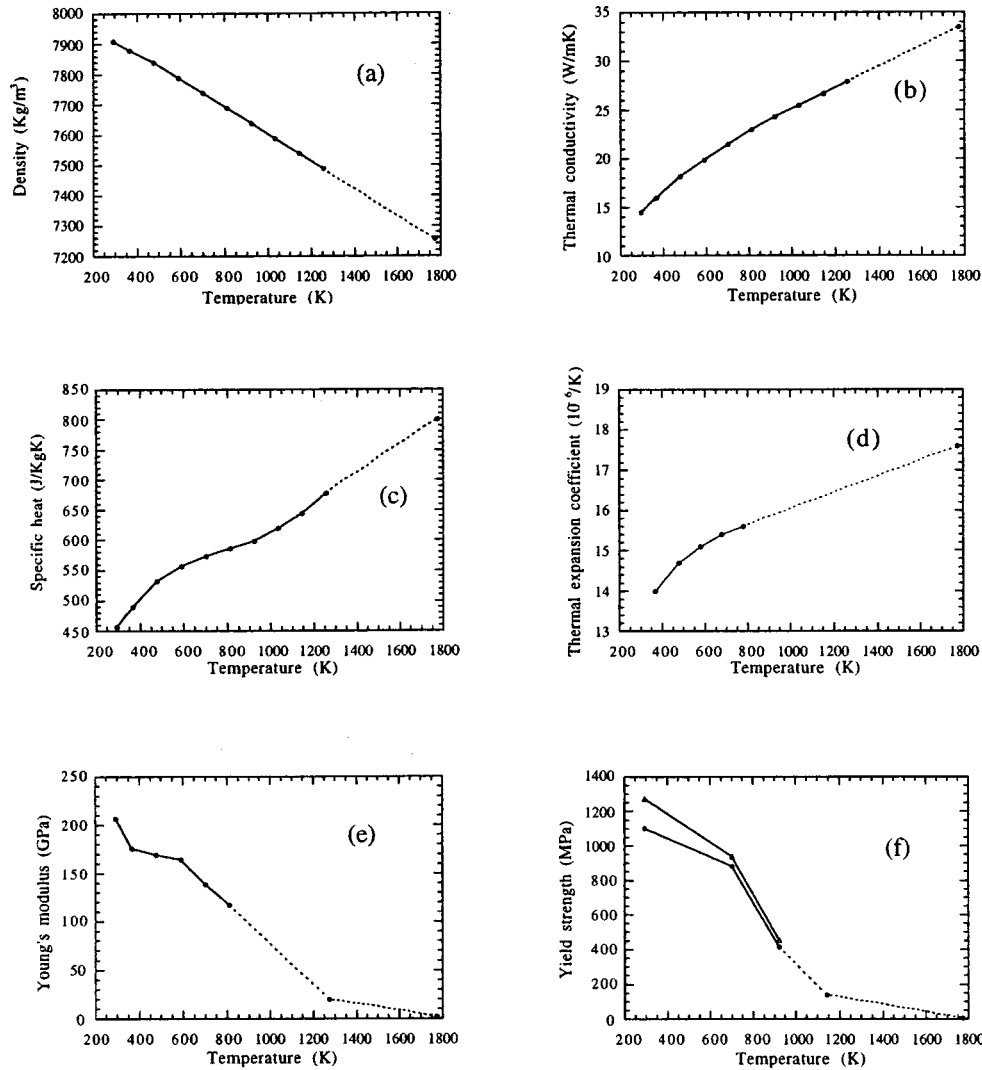 8000
7900
7800
7700
7600
7500
7400
7300
7200
Density (Kg/m³)
(a)
200 400 600 800 1000 1200 1400 1600 1800
Temperature (K)
35
30
25
20
15
10
Thermal conductivity (W/mK)
(b)
200 400 600 800 1000 1200 1400 1600 1800
Temperature (K)
850
800
750
700
650
600
550
500
450
Specific heat (J/KgK)
(c)
200 400 600 800 1000 1200 1400 1600 1800
Temperature (K)
19
18
17
16
15
14
13
Thermal expansion coefficient (10⁻⁶/K)
(d)
200 400 600 800 1000 1200 1400 1600 1800
Temperature (K)
250
200
150
100
50
0
Young's modulus (GPa)
(e)
200 400 600 800 1000 1200 1400 1600 1800
Temperature (K)
1400
1200
1000
800
600
400
200
0
Yield strength (MPa)
(f)
200 400 600 800 1000 1200 1400 1600 1800
Temperature (K)